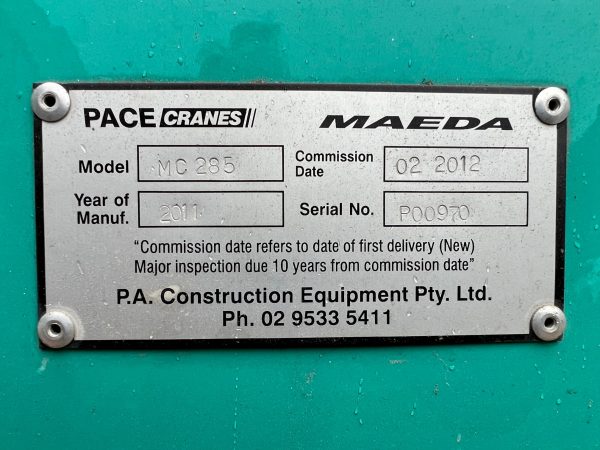 PACE CRANES MAEDA
Model MC 285 Commission Date 02 2012
Year of Manuf. 2011 Serial No. P00970
"Commission date refers to date of first delivery (New)
Major inspection due 10 years from commission date"
P.A. Construction Equipment Pty. Ltd.
Ph. 02 9533 5411